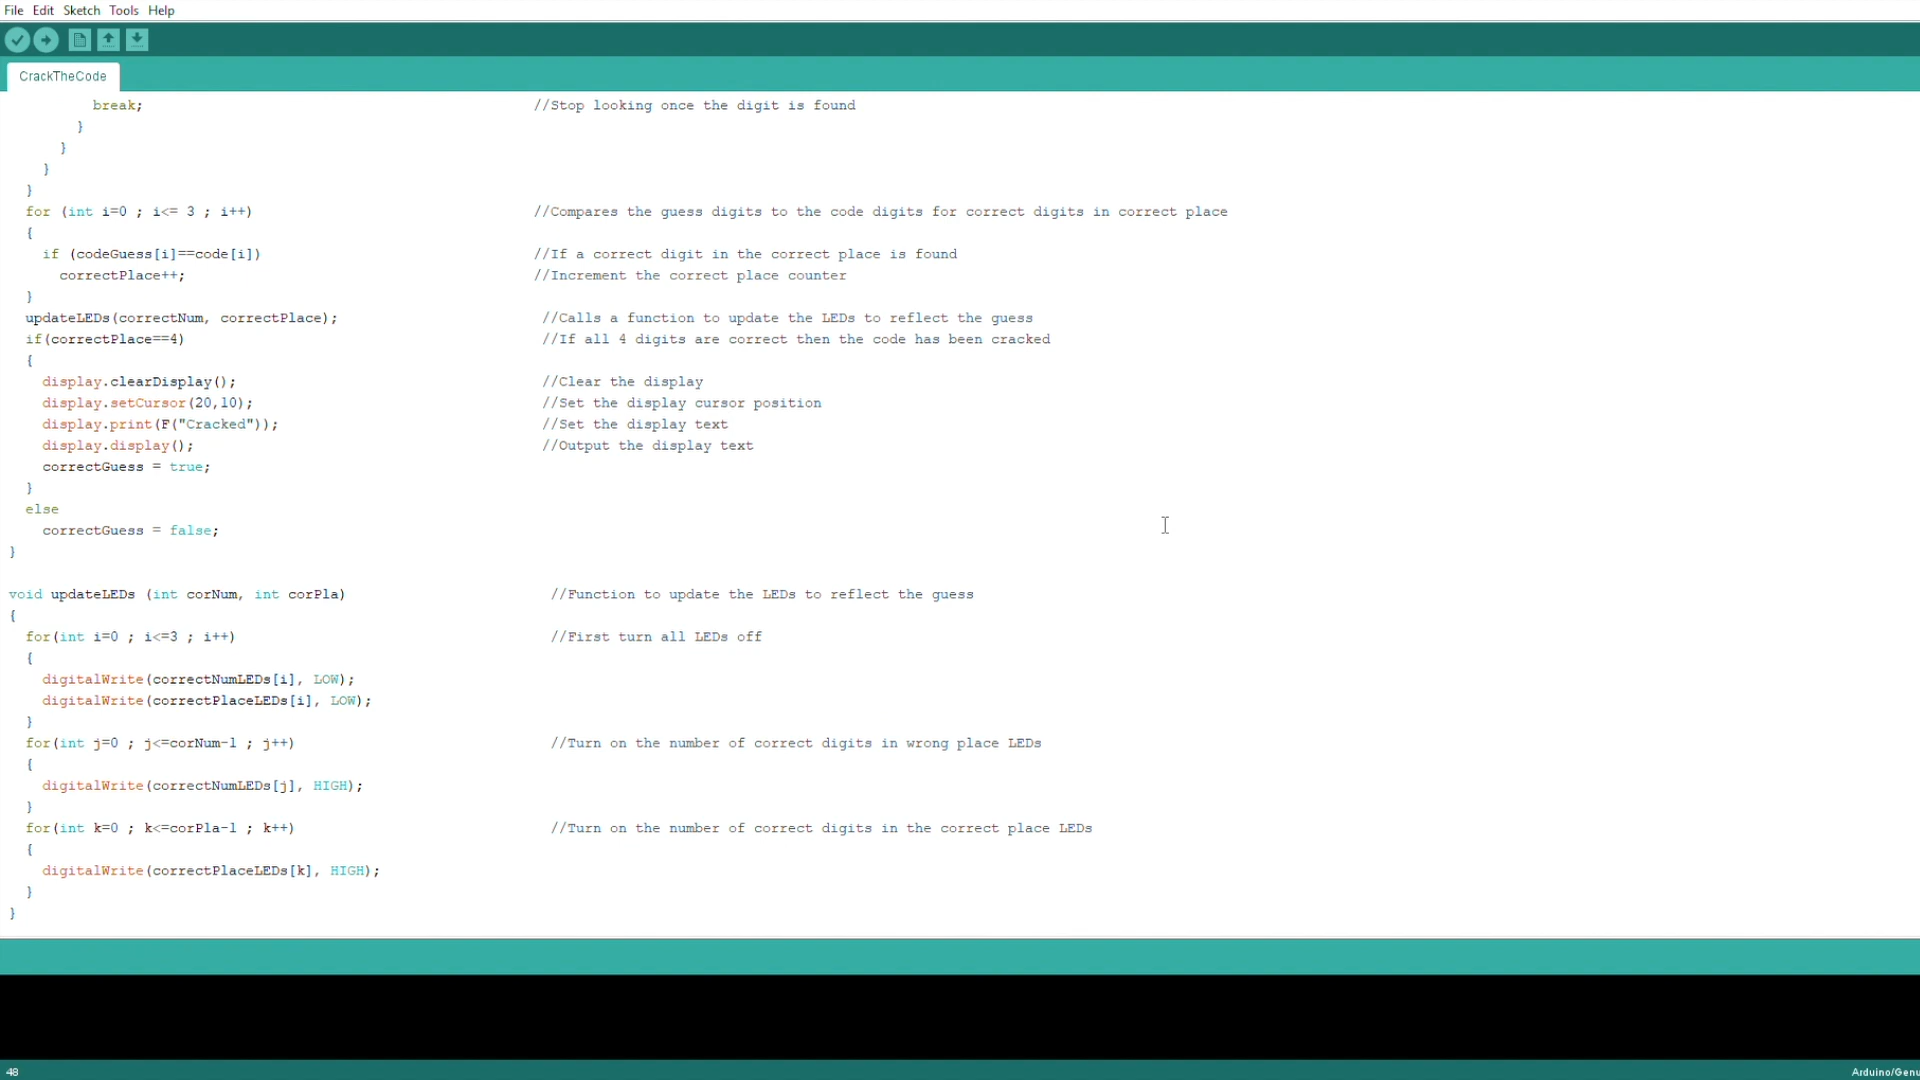 File Edit Sketch Tools Help
CrackTheCode
break; //Stop looking once the digit is found
}
}
}
}
for (int i=0 ; i<= 3 ; i++) //Compares the guess digits to the code digits for correct digits in correct place
{
if (codeGuess[i]==code[i]) //If a correct digit in the correct place is found
correctPlace++; //Increment the correct place counter
}
updateLEDs(correctNum, correctPlace); //Calls a function to update the LEDs to reflect the guess
if(correctPlace==4) //If all 4 digits are correct then the code has been cracked
{
display.clearDisplay(); //Clear the display
display.setCursor(20,10); //Set the display cursor position
display.print(F("Cracked")); //Set the display text
display.display(); //Output the display text
correctGuess = true;
}
else
correctGuess = false;
}
void updateLEDs (int corNum, int corPla) //Function to update the LEDs to reflect the guess
{
for(int i=0 ; i<=3 ; i++) //First turn all LEDs off
{
digitalWrite(correctNumLEDs[i], LOW);
digitalWrite(correctPlaceLEDs[i], LOW);
}
for(int j=0 ; j<=corNum-1 ; j++) //Turn on the number of correct digits in wrong place LEDs
{
digitalWrite(correctNumLEDs[j], HIGH);
}
for(int k=0 ; k<=corPla-1 ; k++) //Turn on the number of correct digits in the correct place LEDs
{
digitalWrite(correctPlaceLEDs[k], HIGH);
}
}
48 Arduino/Genu